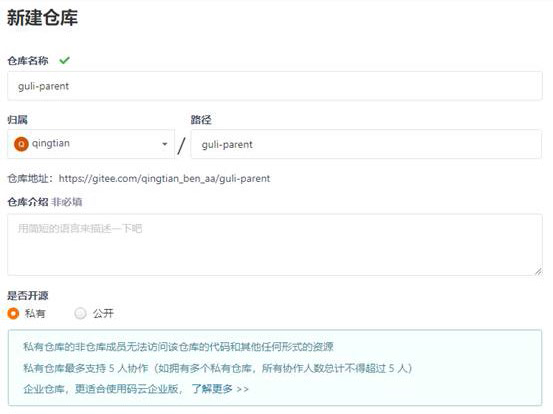 新建仓库
仓库名称
guli-parent
归属 路径
Q qingtian / guli-parent
仓库地址：https://gitee.com/qingtian_ben_aa/guli-parent
仓库介绍 非必填
用简短的语言来描述一下吧
是否开源
私有 公开
私有仓库的非仓库成员无法访问该仓库的代码和其他任何形式的资源
私有仓库最多支持 5 人协作（如拥有多个私有仓库，所有协作人数总计不得超过 5 人）
企业仓库，更适合使用码云企业版， 了解更多 >>